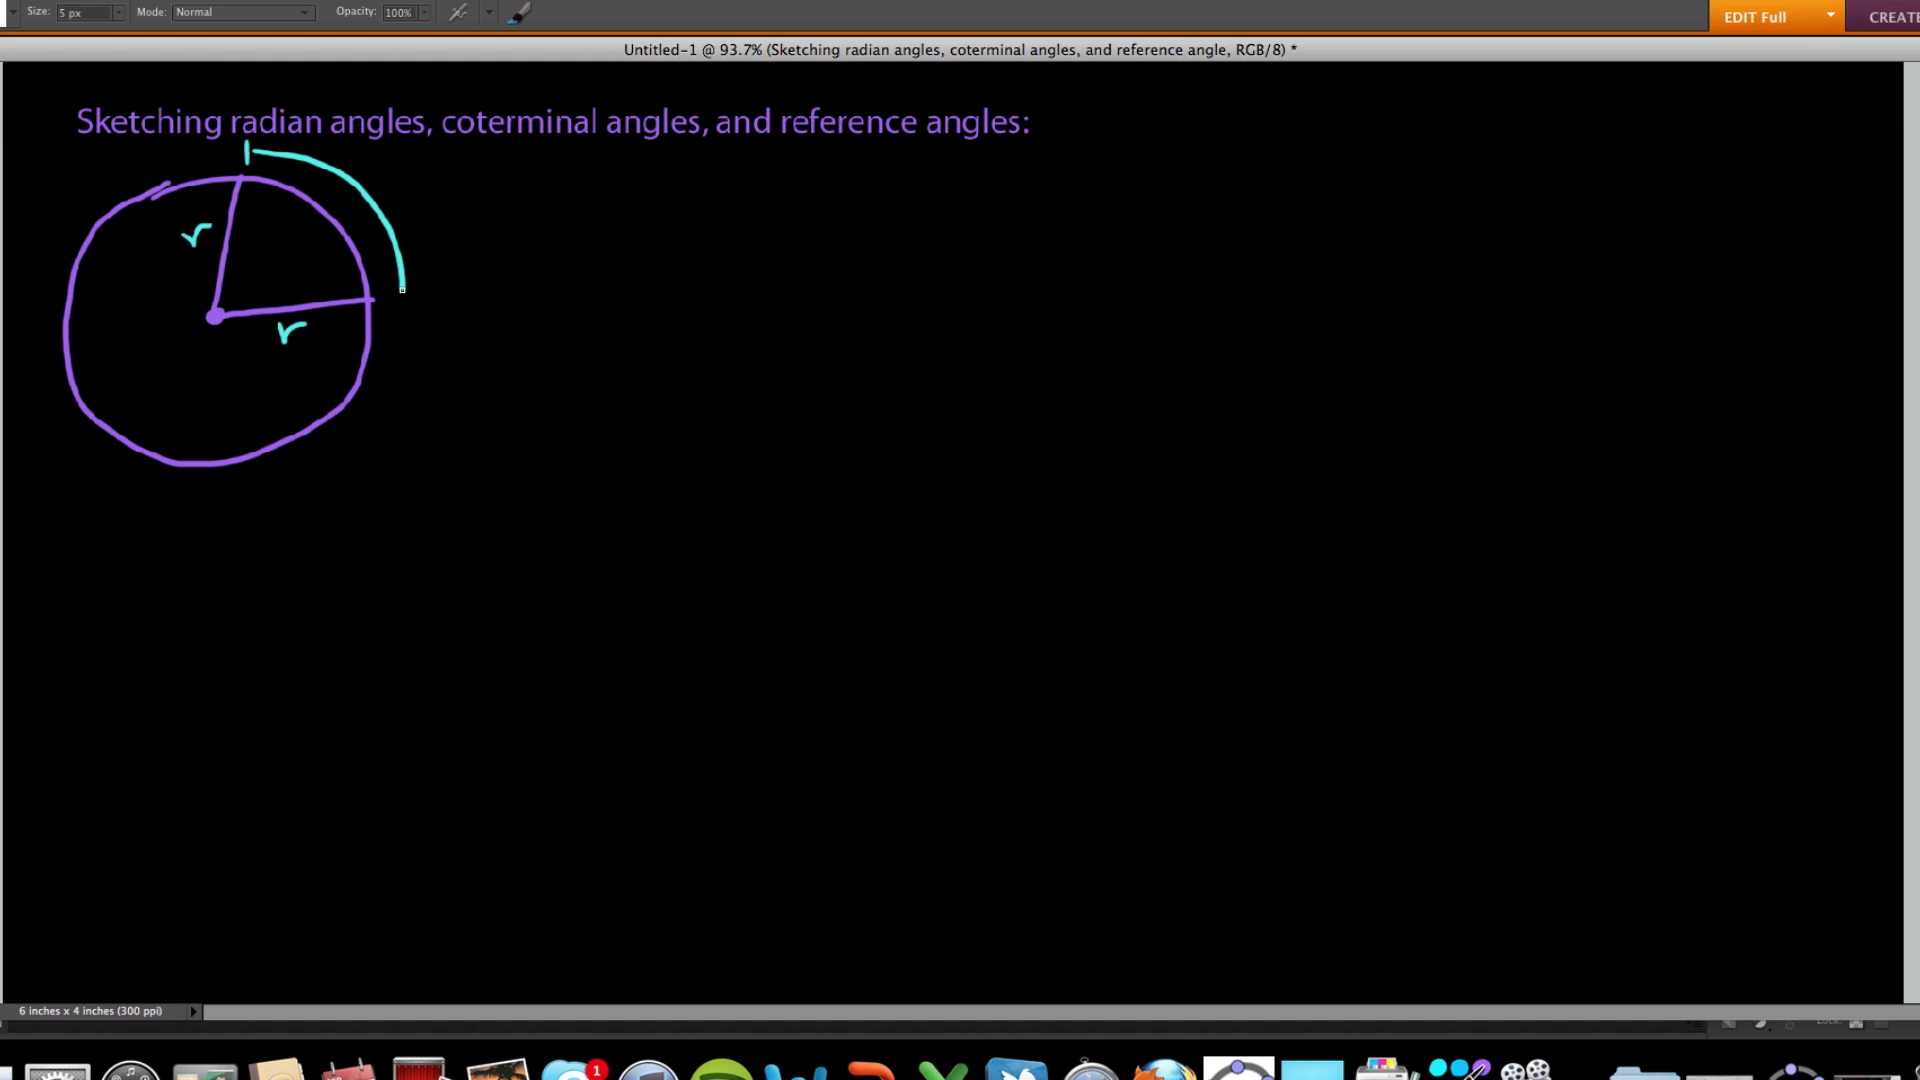 Size: 5 px Mode: Normal Opacity: 100% EDIT Full CREATE
Untitled-1 @ 93.7% (Sketching radian angles, coterminal angles, and reference angle, RGB/8) *
Sketching radian angles, coterminal angles, and reference angles:
r
r
6 inches x 4 inches (300 ppi)
1